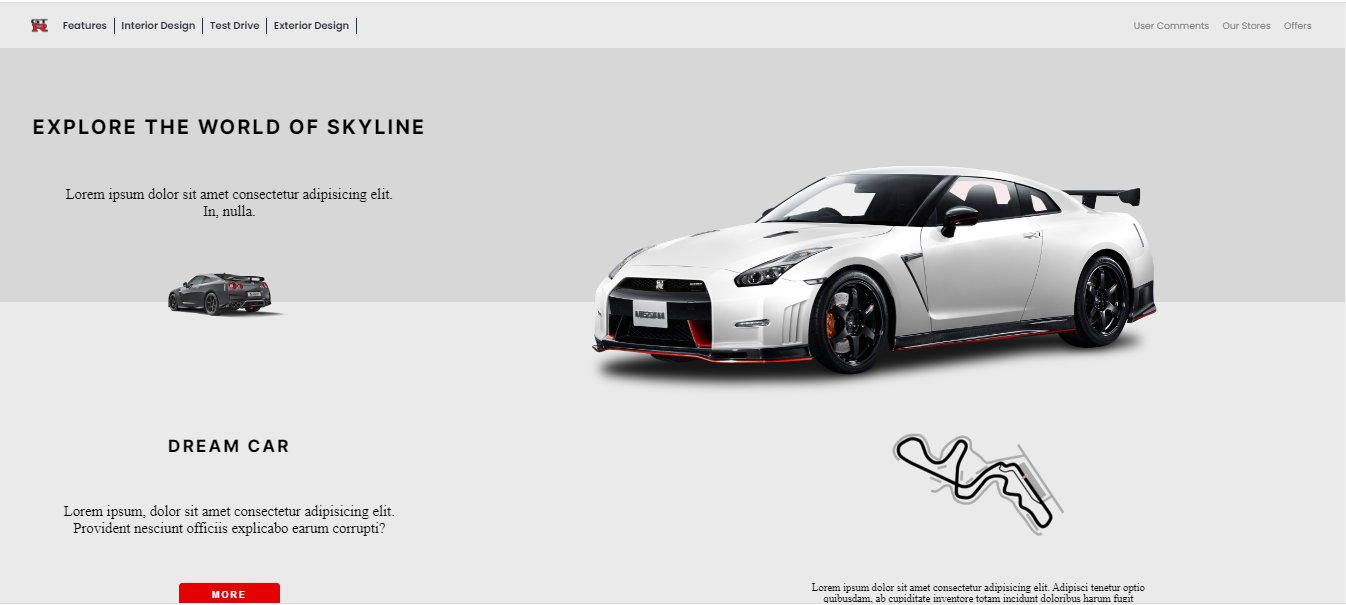 GT
R
Features
Interior Design
Test Drive
Exterior Design
User Comments
Our Stores
Offers
EXPLORE THE WORLD OF SKYLINE
Lorem ipsum dolor sit amet consectetur adipisicing elit.
In, nulla.
NISSAN
DREAM CAR
Lorem ipsum, dolor sit amet consectetur adipisicing elit.
Provident nesciunt officiis explicabo earum corrupti?
MORE
Lorem ipsum dolor sit amet consectetur adipisicing elit. Adipisci tenetur optio
quibusdam, ab cupiditate inventore totam incidunt doloribus harum fugit